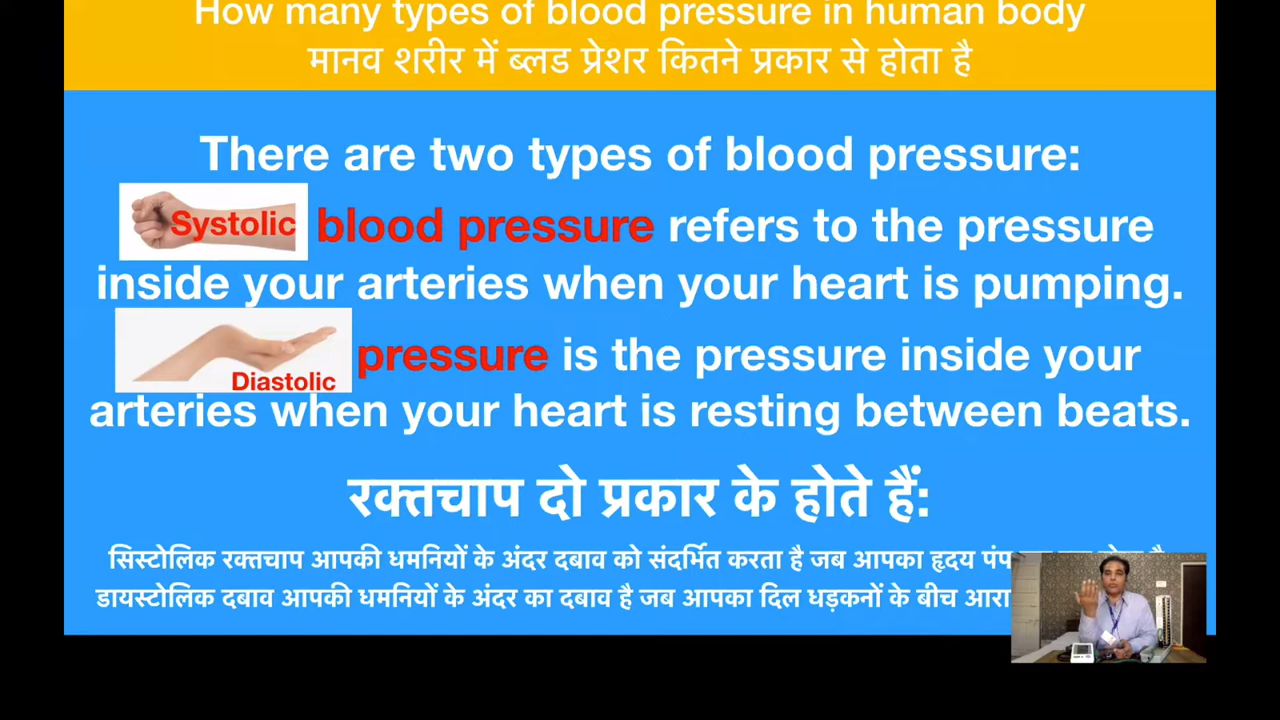 How many types of blood pressure in human body
मानव शरीर में ब्लड प्रेशर कितने प्रकार से होता है
There are two types of blood pressure:
Systolic blood pressure refers to the pressure
inside your arteries when your heart is pumping.
Diastolic pressure is the pressure inside your
arteries when your heart is resting between beats.
रक्तचाप दो प्रकार के होते हैं:
सिस्टोलिक रक्तचाप आपकी धमनियों के अंदर दबाव को संदर्भित करता है जब आपका हृदय
डायस्टोलिक दबाव आपकी धमनियों के अंदर का दबाव है जब आपका दिल धड़कनों के बीच